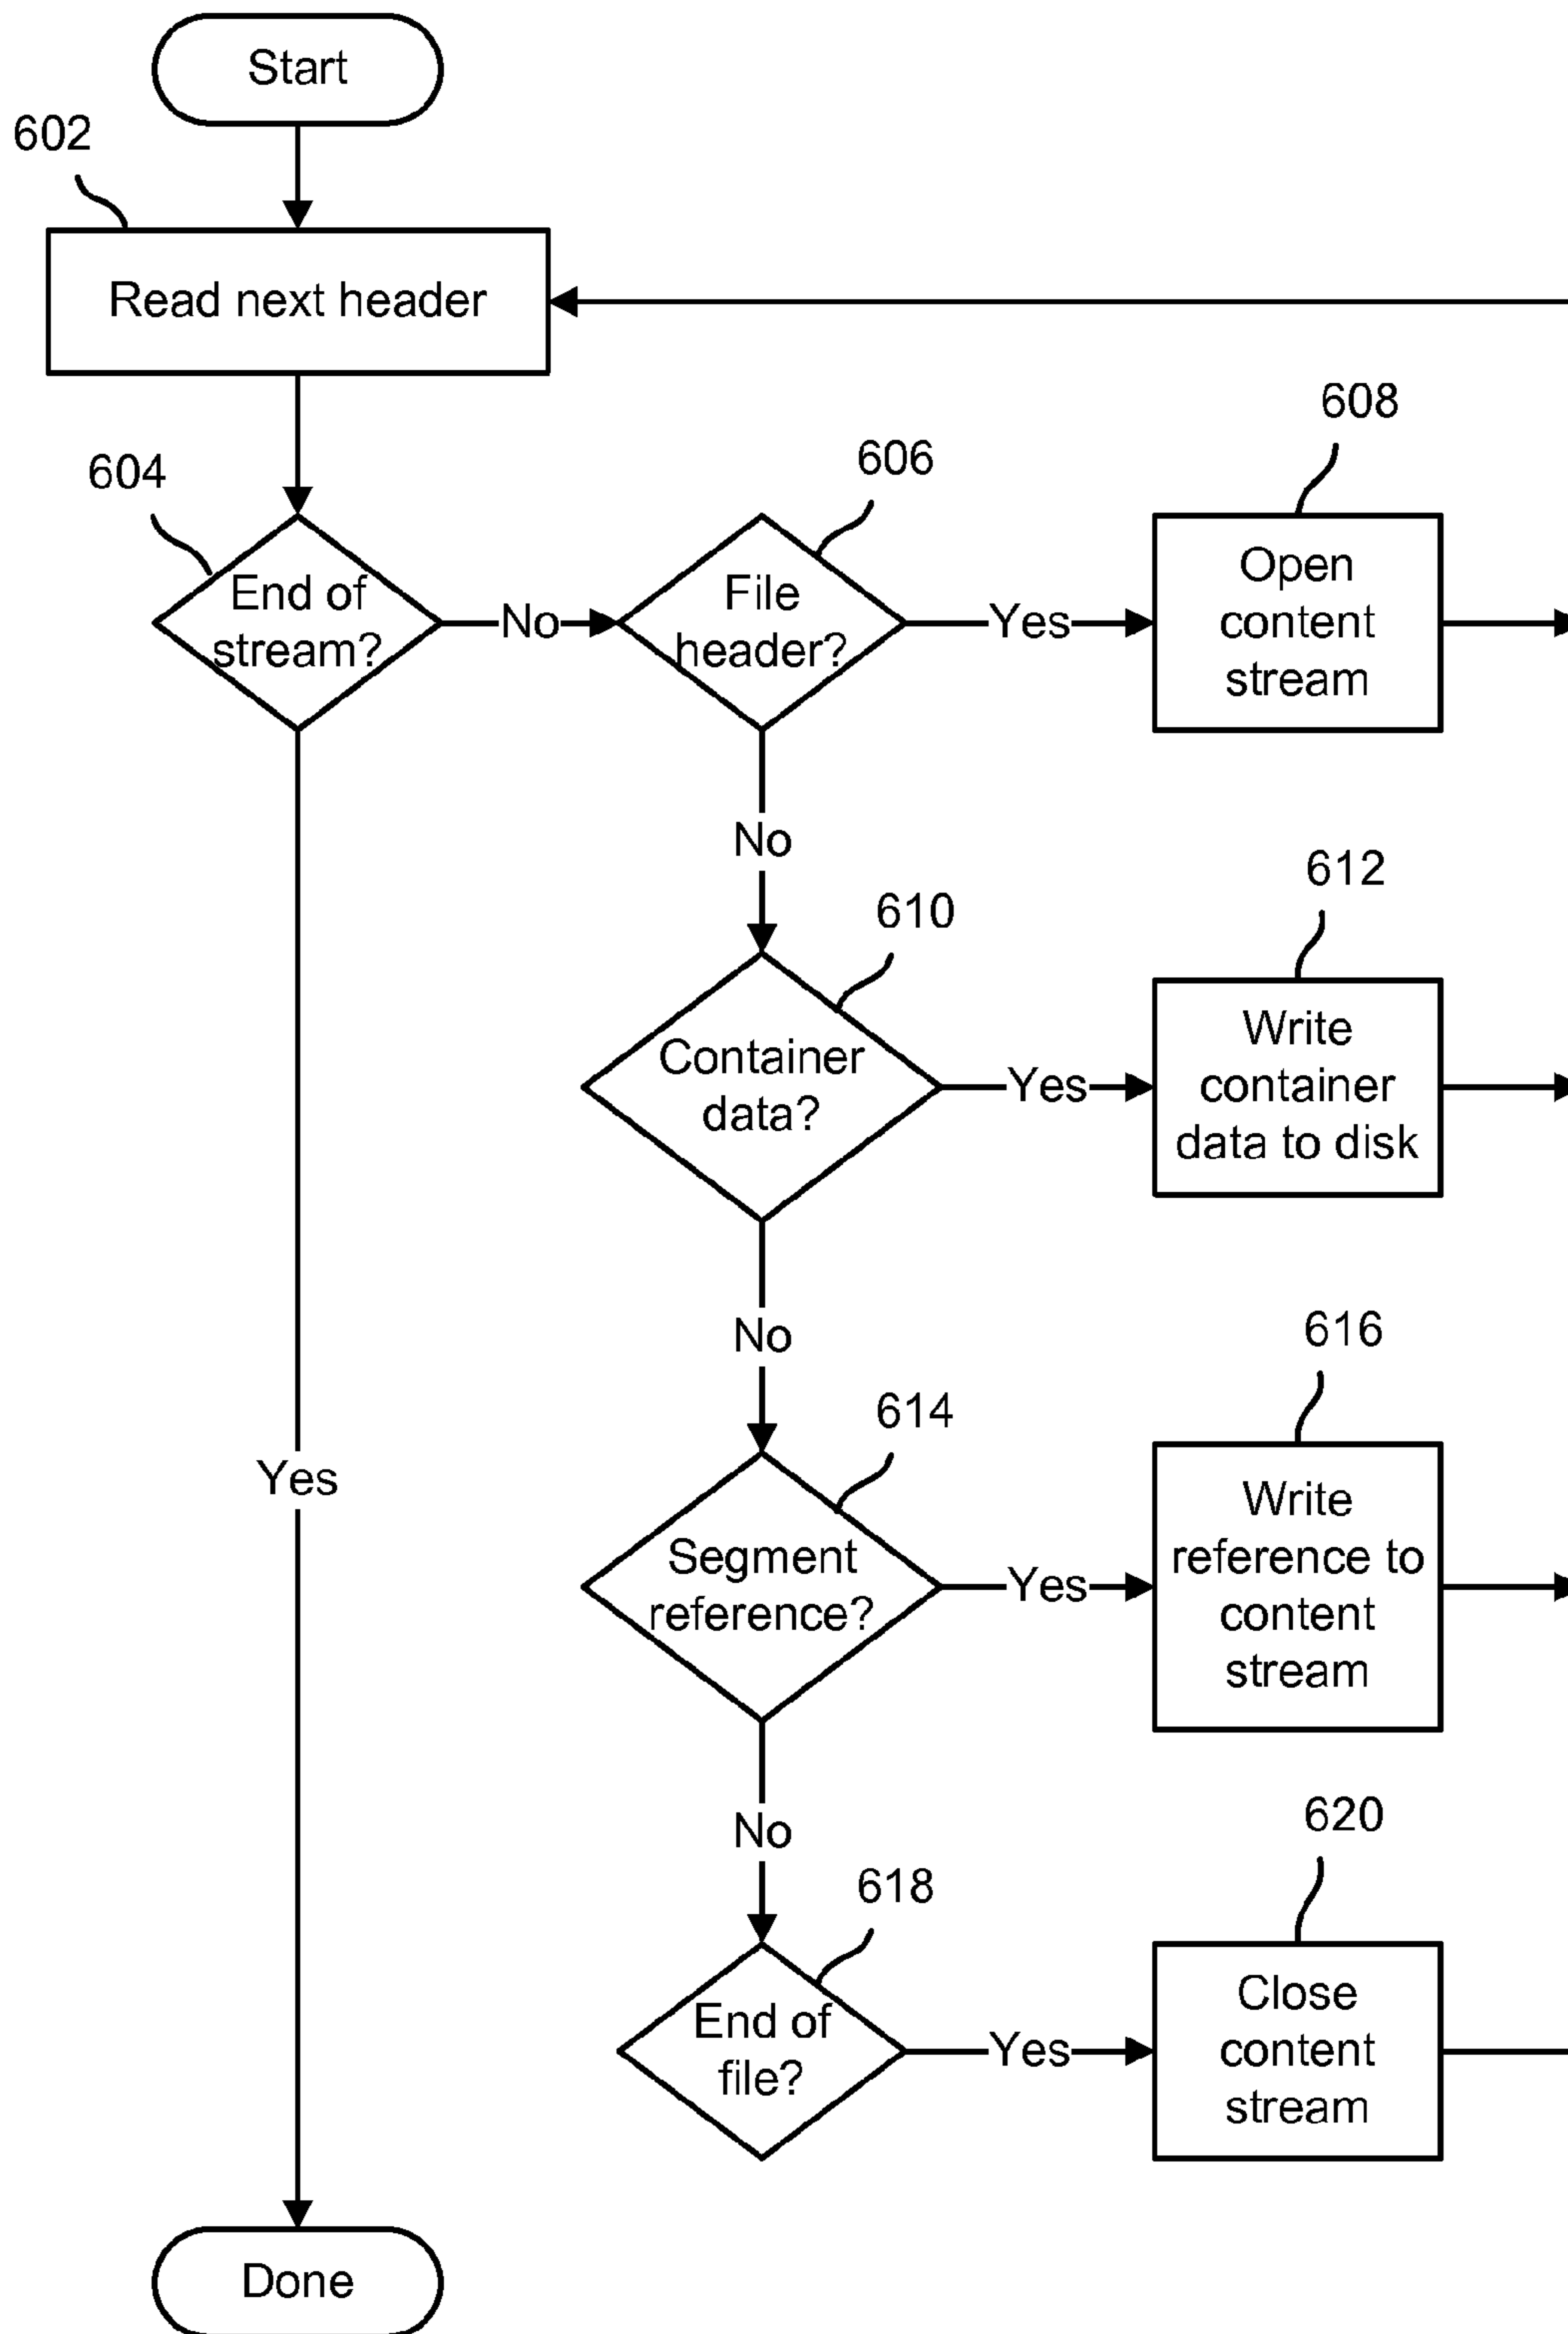 Start
602
Read next header
608
606
604
Open
content
stream
End of
stream?
No
File
header?
Yes
No
612
610
Write
container
data to disk
Container
data?
Yes
No
616
614
Write
reference to
content
stream
Yes
Segment
reference?
Yes
No
620
618
Close
content
stream
End of
file?
Yes
Done